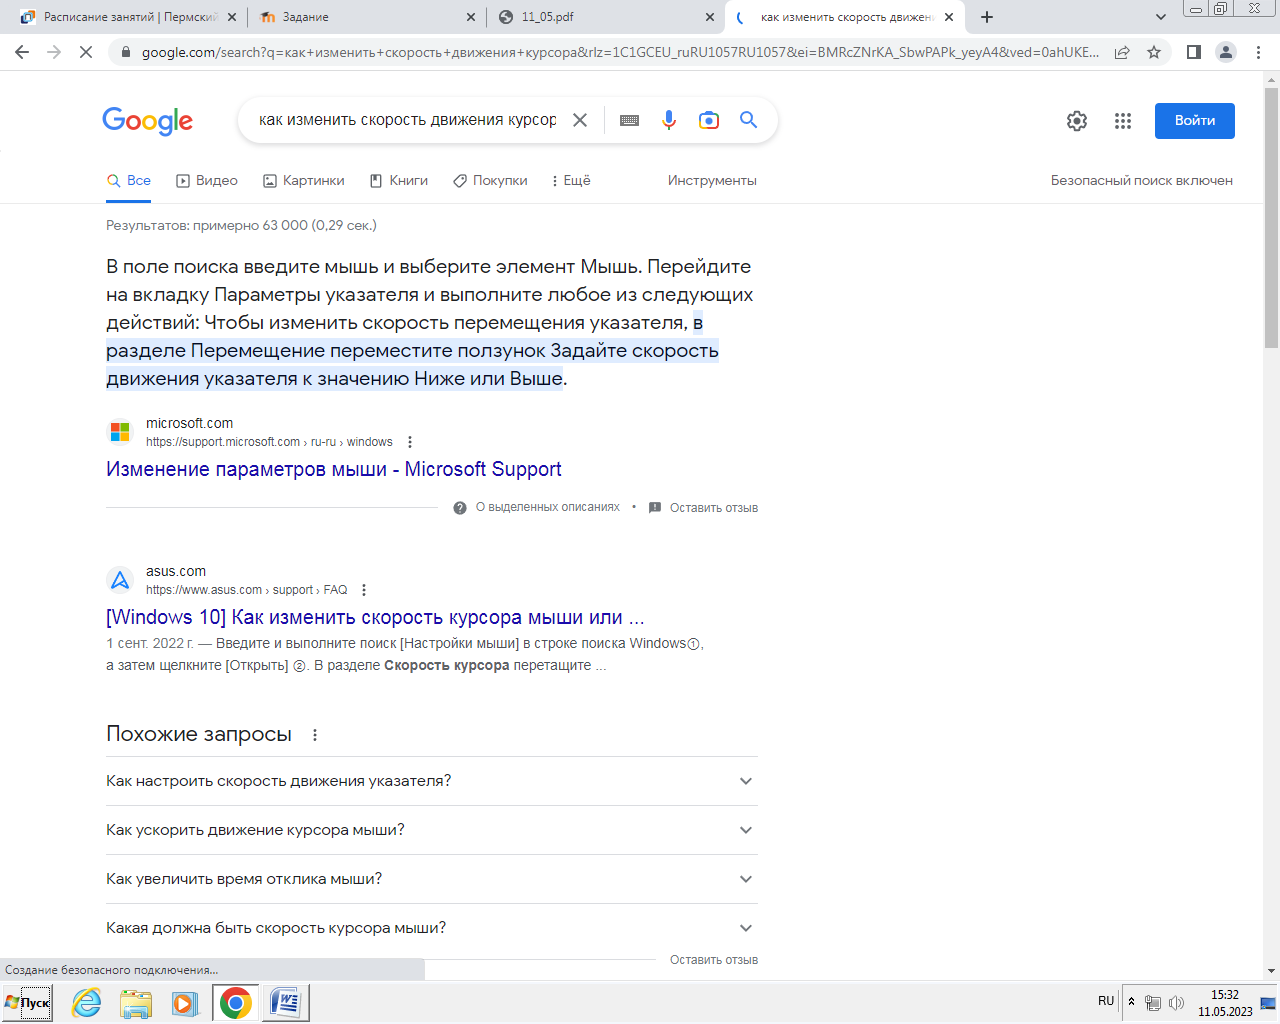 Расписание занятий | Пермский
Задание
11_05.pdf
как изменить скорость движени
google.com/search?q=как+изменить+скорость+движения+курсора&rlz=1C1GCEU_ruRU1057RU1057&ei=BMRcZNrKA_SbwPAPk_yeyA4&ved=0ahUKE...
Google
как изменить скорость движения курсор
Войти
Все
Видео
Картинки
Книги
Покупки
Ещё
Инструменты
Безопасный поиск включен
Результатов: примерно 63 000 (0,29 сек.)
В поле поиска введите мышь и выберите элемент Мышь. Перейдите
на вкладку Параметры указателя и выполните любое из следующих
действий: Чтобы изменить скорость перемещения указателя, в
разделе Перемещение переместите ползунок Задайте скорость
движения указателя к значению Ниже или Выше.
microsoft.com
https://support.microsoft.com › ru-ru › windows
Изменение параметров мыши - Microsoft Support
О выделенных описаниях • Оставить отзыв
asus.com
https://www.asus.com › support › FAQ
[Windows 10] Как изменить скорость курсора мыши или ...
1 сент. 2022 г. — Введите и выполните поиск [Настройки мыши] в строке поиска Windows①,
а затем щелкните [Открыть] ②. В разделе Скорость курсора перетащите ...
Похожие запросы
Как настроить скорость движения указателя?
Как ускорить движение курсора мыши?
Как увеличить время отклика мыши?
Какая должна быть скорость курсора мыши?
Оставить отзыв
Создание безопасного подключения...
Пуск
RU
15:32
11.05.2023